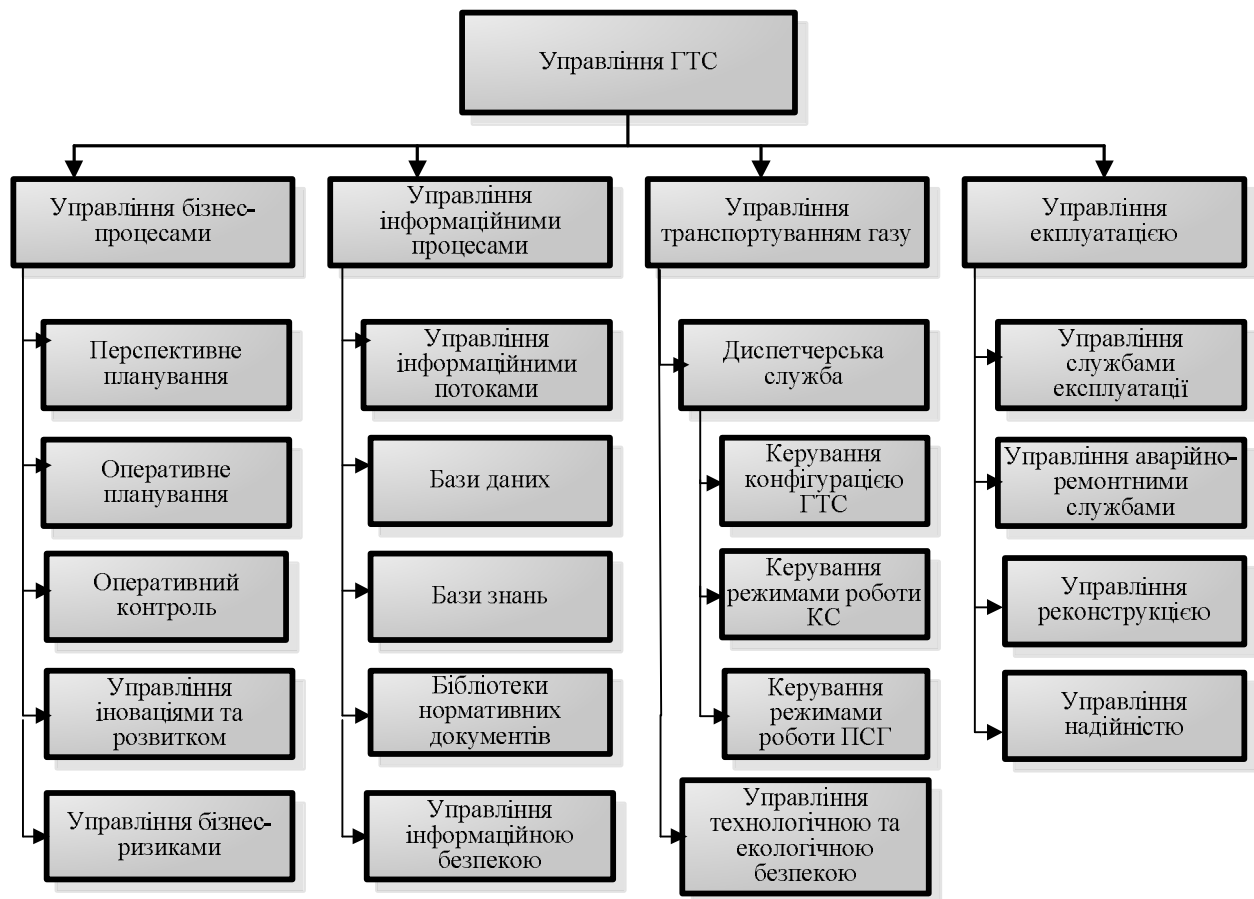 Управління ГТС
Управління бізнес-
процесами
Управління
інформаційними
процесами
Управління
транспортуванням газу
Управління
експлуатацією
Перспективне
планування
Оперативне
планування
Оперативний
контроль
Управління
іноваціями та
розвитком
Управління бізнес-
ризиками
Управління
інформаційними
потоками
Бази даних
Бази знань
Бібліотеки
нормативних
документів
Управління
інформаційною
безпекою
Диспетчерська
служба
Керування
конфігурацією
ГТС
Керування
режимами роботи
КС
Керування
режимами
роботи ПСГ
Управління
технологічною та
екологічною
безпекою
Управління
службами
експлуатації
Управління аварійно-
ремонтними
службами
Управління
реконструкцією
Управління
надійністю